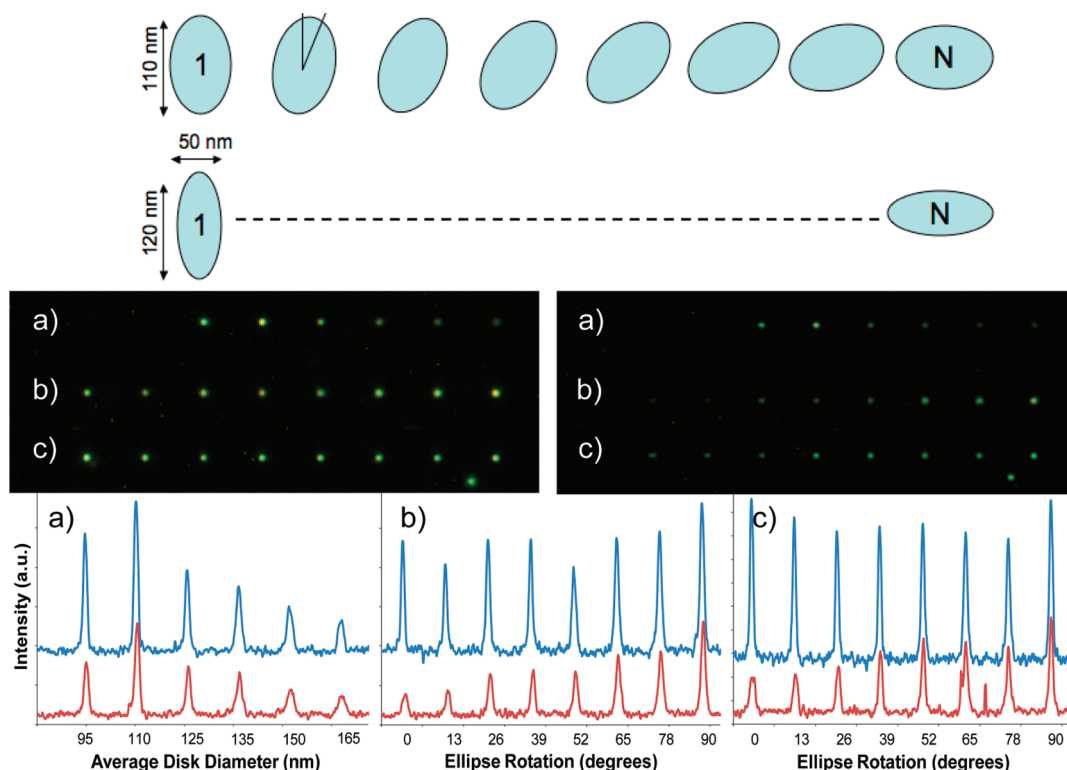 110 nm
1
N
50 nm
120 nm
1
N
a)
b)
c)
a)
b)
c)
a)
b)
c)
Intensity (a.u.)
95 110 125 135 150 165
Average Disk Diameter (nm)
0 13 26 39 52 65 78 90
Ellipse Rotation (degrees)
0 13 26 39 52 65 78 90
Ellipse Rotation (degrees)